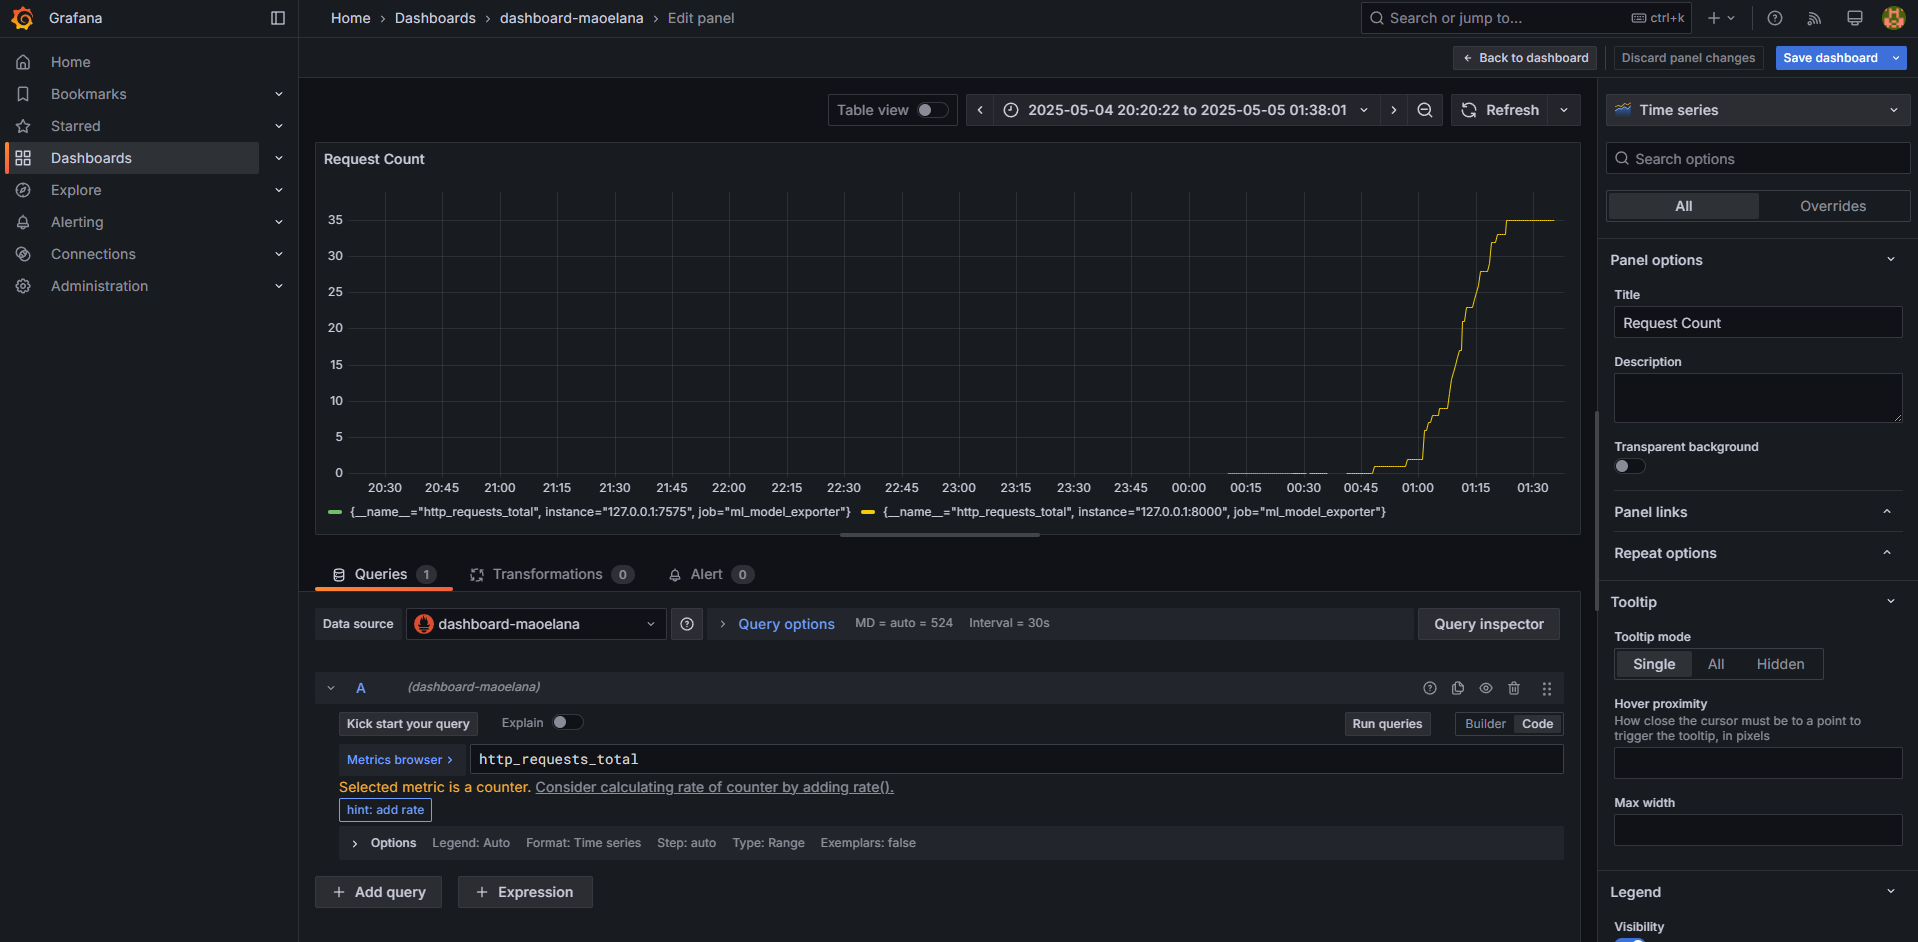 Grafana
Home › Dashboards › dashboard-maoelana › Edit panel
Search or jump to...
ctrl+k
Home
Bookmarks
Starred
Dashboards
Explore
Alerting
Connections
Administration
Back to dashboard
Discard panel changes
Save dashboard
Table view
2025-05-04 20:20:22 to 2025-05-05 01:38:01
Refresh
Request Count
35
30
25
20
15
10
5
0
20:30 20:45 21:00 21:15 21:30 21:45 22:00 22:15 22:30 22:45 23:00 23:15 23:30 23:45 00:00 00:15 00:30 00:45 01:00 01:15 01:30
{__name__="http_requests_total", instance="127.0.0.1:7575", job="ml_model_exporter"} {__name__="http_requests_total", instance="127.0.0.1:8000", job="ml_model_exporter"}
Queries 1
Transformations 0
Alert 0
Data source
dashboard-maoelana
Query options
MD = auto = 524
Interval = 30s
Query inspector
A
(dashboard-maoelana)
Kick start your query
Explain
Run queries
Builder
Code
Metrics browser
http_requests_total
Selected metric is a counter. Consider calculating rate of counter by adding rate().
hint: add rate
Options
Legend: Auto
Format: Time series
Step: auto
Type: Range
Exemplars: false
+ Add query
+ Expression
Time series
Search options
All
Overrides
Panel options
Title
Request Count
Description
Transparent background
Panel links
Repeat options
Tooltip
Tooltip mode
Single
All
Hidden
Hover proximity
How close the cursor must be to a point to
trigger the tooltip, in pixels
Max width
Legend
Visibility